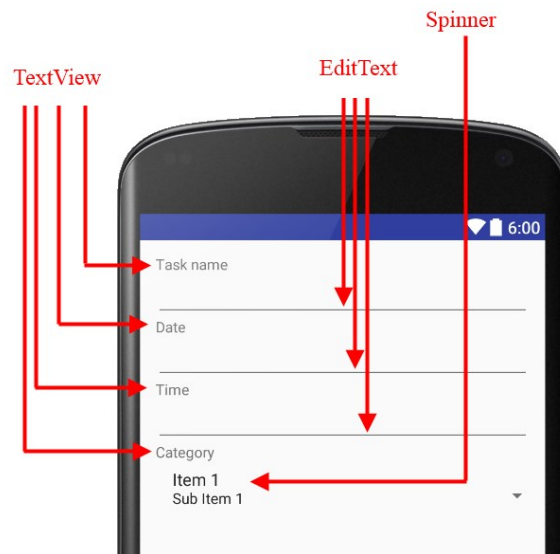 Spinner
TextView
EditText
6:00
Task name
Date
Time
Category
Item 1
Sub Item 1